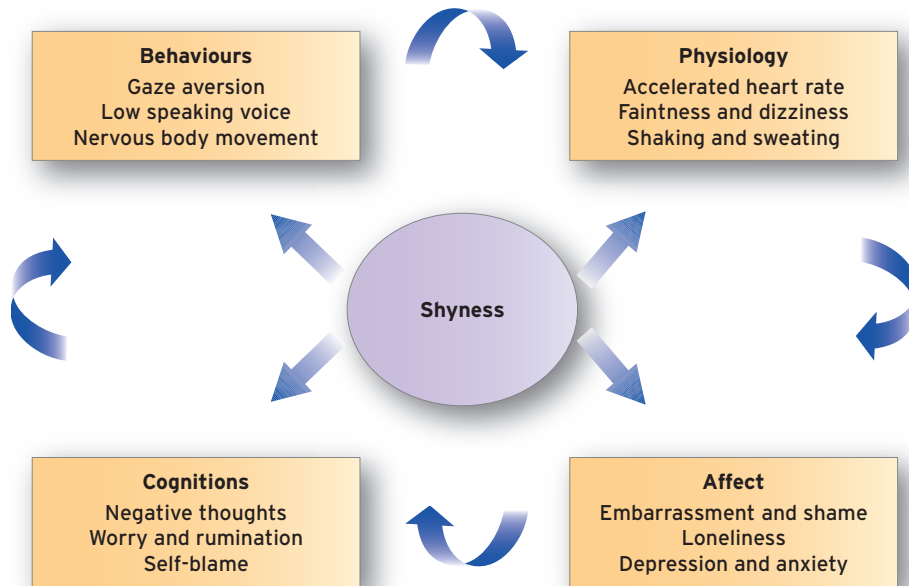 Behaviours
Gaze aversion
Low speaking voice
Nervous body movement
Physiology
Accelerated heart rate
Faintness and dizziness
Shaking and sweating
Shyness
Cognitions
Negative thoughts
Worry and rumination
Self-blame
Affect
Embarrassment and shame
Loneliness
Depression and anxiety